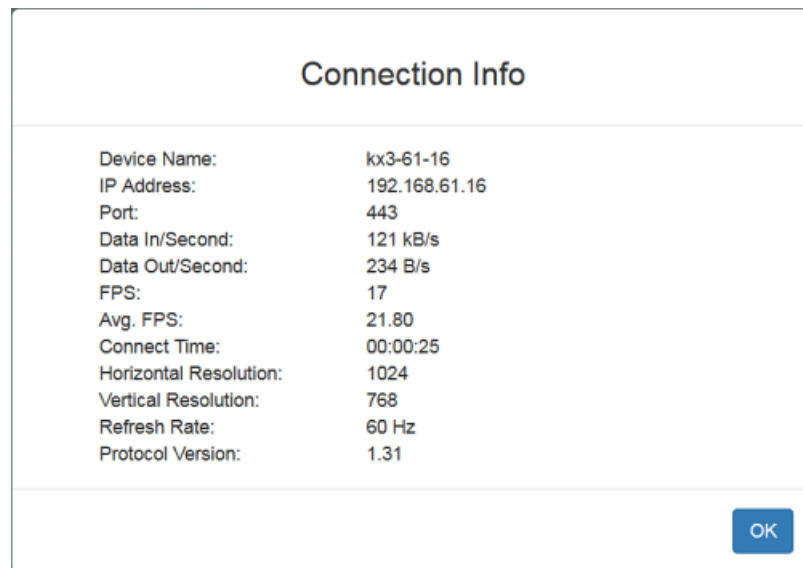 Connection Info
Device Name: kx3-61-16
IP Address: 192.168.61.16
Port: 443
Data In/Second: 121 kB/s
Data Out/Second: 234 B/s
FPS: 17
Avg. FPS: 21.80
Connect Time: 00:00:25
Horizontal Resolution: 1024
Vertical Resolution: 768
Refresh Rate: 60 Hz
Protocol Version: 1.31
OK